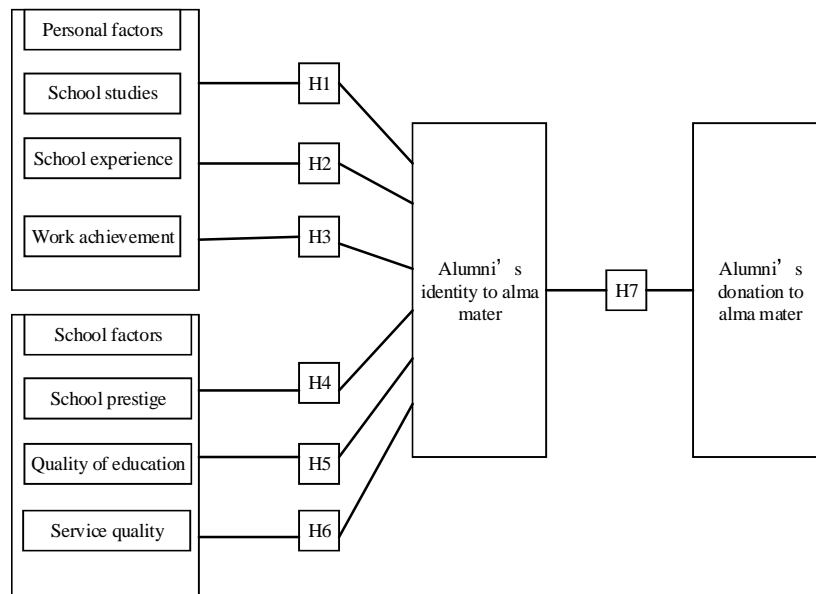 Personal factors
School studies
School experience
Work achievement
School factors
School prestige
Quality of education
Service quality
H1
H2
H3
H4
H5
H6
Alumni’s
identity to alma
mater
H7
Alumni’s
donation to
alma mater